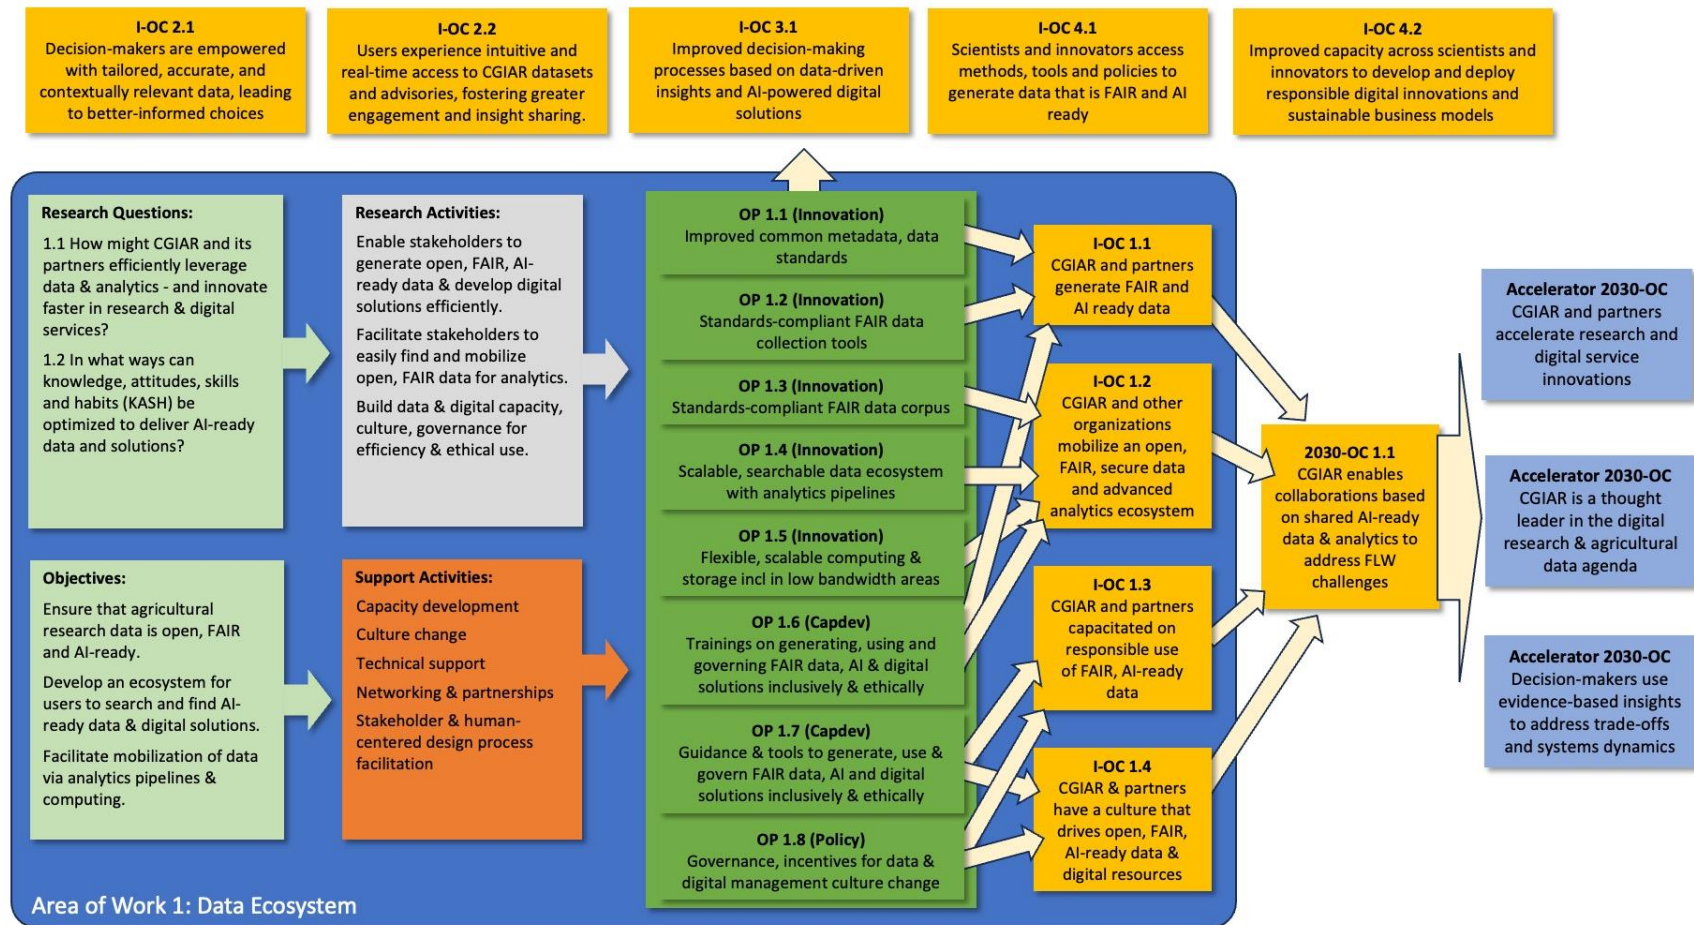 I-OC 2.1
Decision-makers are empowered
with tailored, accurate, and
contextually relevant data, leading
to better-informed choices
I-OC 2.2
Users experience intuitive and
real-time access to CGIAR datasets
and advisories, fostering greater
engagement and insight sharing.
I-OC 3.1
Improved decision-making
processes based on data-driven
insights and AI-powered digital
solutions
I-OC 4.1
Scientists and innovators access
methods, tools and policies to
generate data that is FAIR and AI
ready
I-OC 4.2
Improved capacity across scientists and
innovators to develop and deploy
responsible digital innovations and
sustainable business models
Research Questions:
1.1 How might CGIAR and its
partners efficiently leverage
data & analytics - and innovate
faster in research & digital
services?
1.2 In what ways can
knowledge, attitudes, skills
and habits (KASH) be
optimized to deliver AI-ready
data and solutions?
Research Activities:
Enable stakeholders to
generate open, FAIR, AI-
ready data & develop digital
solutions efficiently.
Facilitate stakeholders to
easily find and mobilize
open, FAIR data for analytics.
Build data & digital capacity,
culture, governance for
efficiency & ethical use.
Objectives:
Ensure that agricultural
research data is open, FAIR
and AI-ready.
Develop an ecosystem for
users to search and find AI-
ready data & digital solutions.
Facilitate mobilization of data
via analytics pipelines &
computing.
Support Activities:
Capacity development
Culture change
Technical support
Networking & partnerships
Stakeholder & human-
centered design process
facilitation
OP 1.1 (Innovation)
Improved common metadata, data
standards
OP 1.2 (Innovation)
Standards-compliant FAIR data
collection tools
OP 1.3 (Innovation)
Standards-compliant FAIR data corpus
OP 1.4 (Innovation)
Scalable, searchable data ecosystem
with analytics pipelines
OP 1.5 (Innovation)
Flexible, scalable computing &
storage incl in low bandwidth areas
OP 1.6 (Capdev)
Trainings on generating, using and
governing FAIR data, AI & digital
solutions inclusively & ethically
OP 1.7 (Capdev)
Guidance & tools to generate, use &
govern FAIR data, AI and digital
solutions inclusively & ethically
OP 1.8 (Policy)
Governance, incentives for data &
digital management culture change
I-OC 1.1
CGIAR and partners
generate FAIR and
AI ready data
I-OC 1.2
CGIAR and other
organizations
mobilize an open,
FAIR, secure data
and advanced
analytics ecosystem
I-OC 1.3
CGIAR and partners
capacitated on
responsible use
of FAIR, AI-ready
data
I-OC 1.4
CGIAR & partners
have a culture that
drives open, FAIR,
AI-ready data &
digital resources
2030-OC 1.1
CGIAR enables
collaborations based
on shared AI-ready
data & analytics to
address FLW
challenges
Accelerator 2030-OC
CGIAR and partners
accelerate research and
digital service
innovations
Accelerator 2030-OC
CGIAR is a thought
leader in the digital
research & agricultural
data agenda
Accelerator 2030-OC
Decision-makers use
evidence-based insights
to address trade-offs
and systems dynamics
Area of Work 1: Data Ecosystem